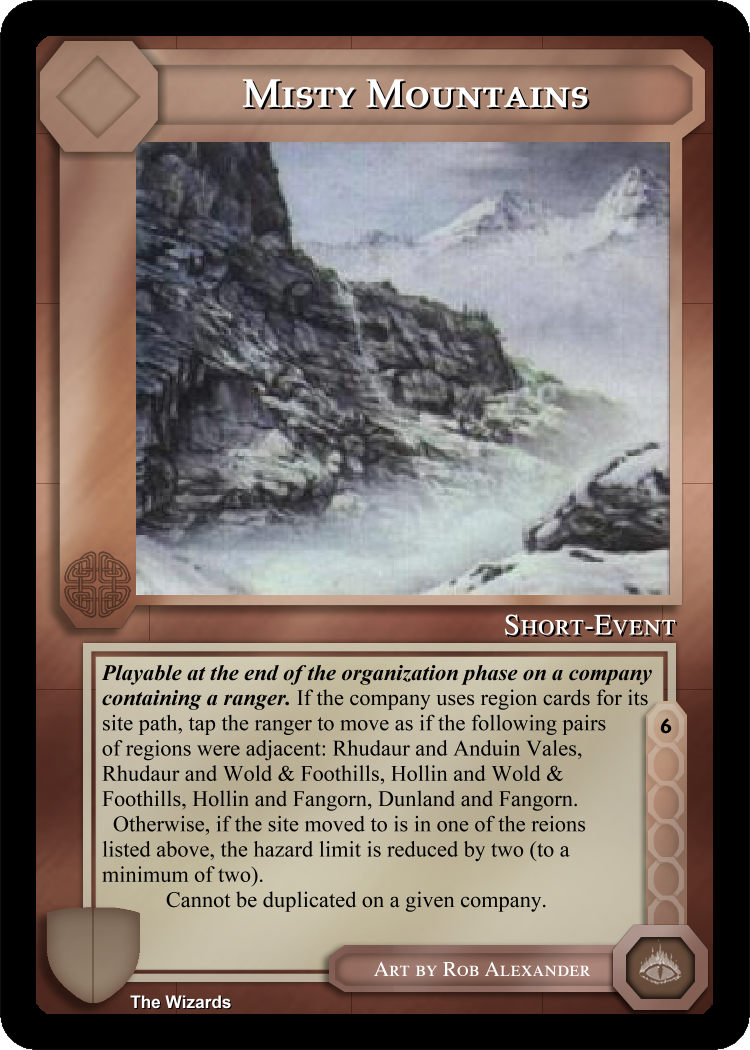 Misty Mountains
Short-Event
Playable at the end of the organization phase on a company
containing a ranger. If the company uses region cards for its
site path, tap the ranger to move as if the following pairs
of regions were adjacent: Rhudaur and Anduin Vales,
Rhudaur and Wold & Foothills, Hollin and Wold &
Foothills, Hollin and Fangorn, Dunland and Fangorn.
Otherwise, if the site moved to is in one of the reions
listed above, the hazard limit is reduced by two (to a
minimum of two).
Cannot be duplicated on a given company.
6
Art by Rob Alexander
The Wizards